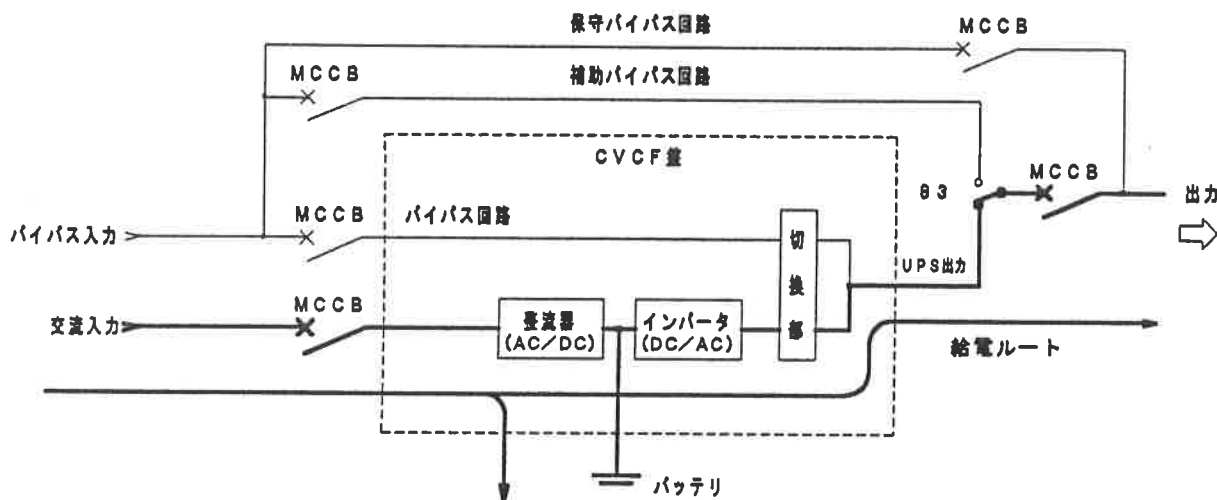 保守バイパス回路
MCCB
MCCB
補助バイパス回路
CVCF盤
83
MCCB
出力
MCCB
バイパス回路
バイパス入力
切換部
UPS出力
MCCB
交流入力
整流器
(AC/DC)
インバータ
(DC/AC)
給電ルート
バッテリ